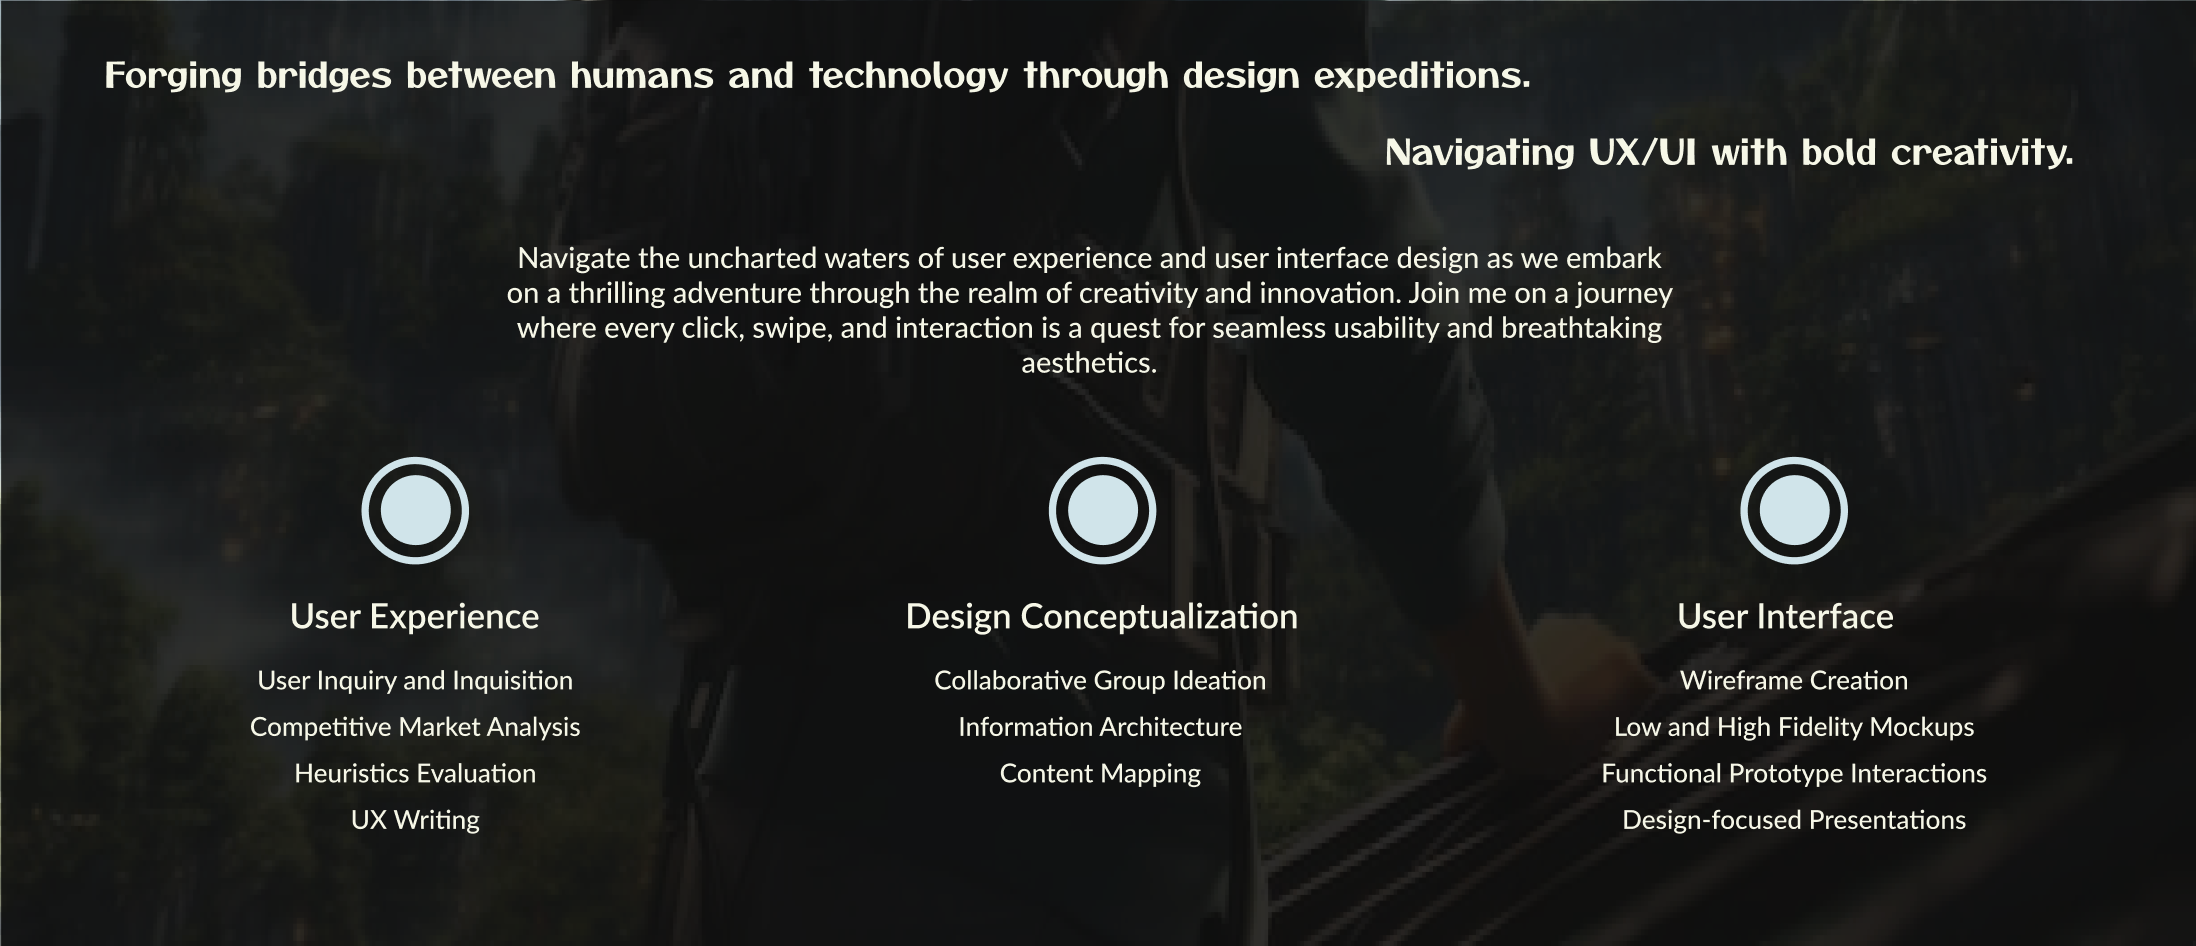 Forging bridges between humans and technology through design expeditions.
Navigating UX/UI with bold creativity.
Navigate the uncharted waters of user experience and user interface design as we embark
on a thrilling adventure through the realm of creativity and innovation. Join me on a journey
where every click, swipe, and interaction is a quest for seamless usability and breathtaking
aesthetics.
User Experience
User Inquiry and Inquisition
Competitive Market Analysis
Heuristics Evaluation
UX Writing
Design Conceptualization
Collaborative Group Ideation
Information Architecture
Content Mapping
User Interface
Wireframe Creation
Low and High Fidelity Mockups
Functional Prototype Interactions
Design-focused Presentations